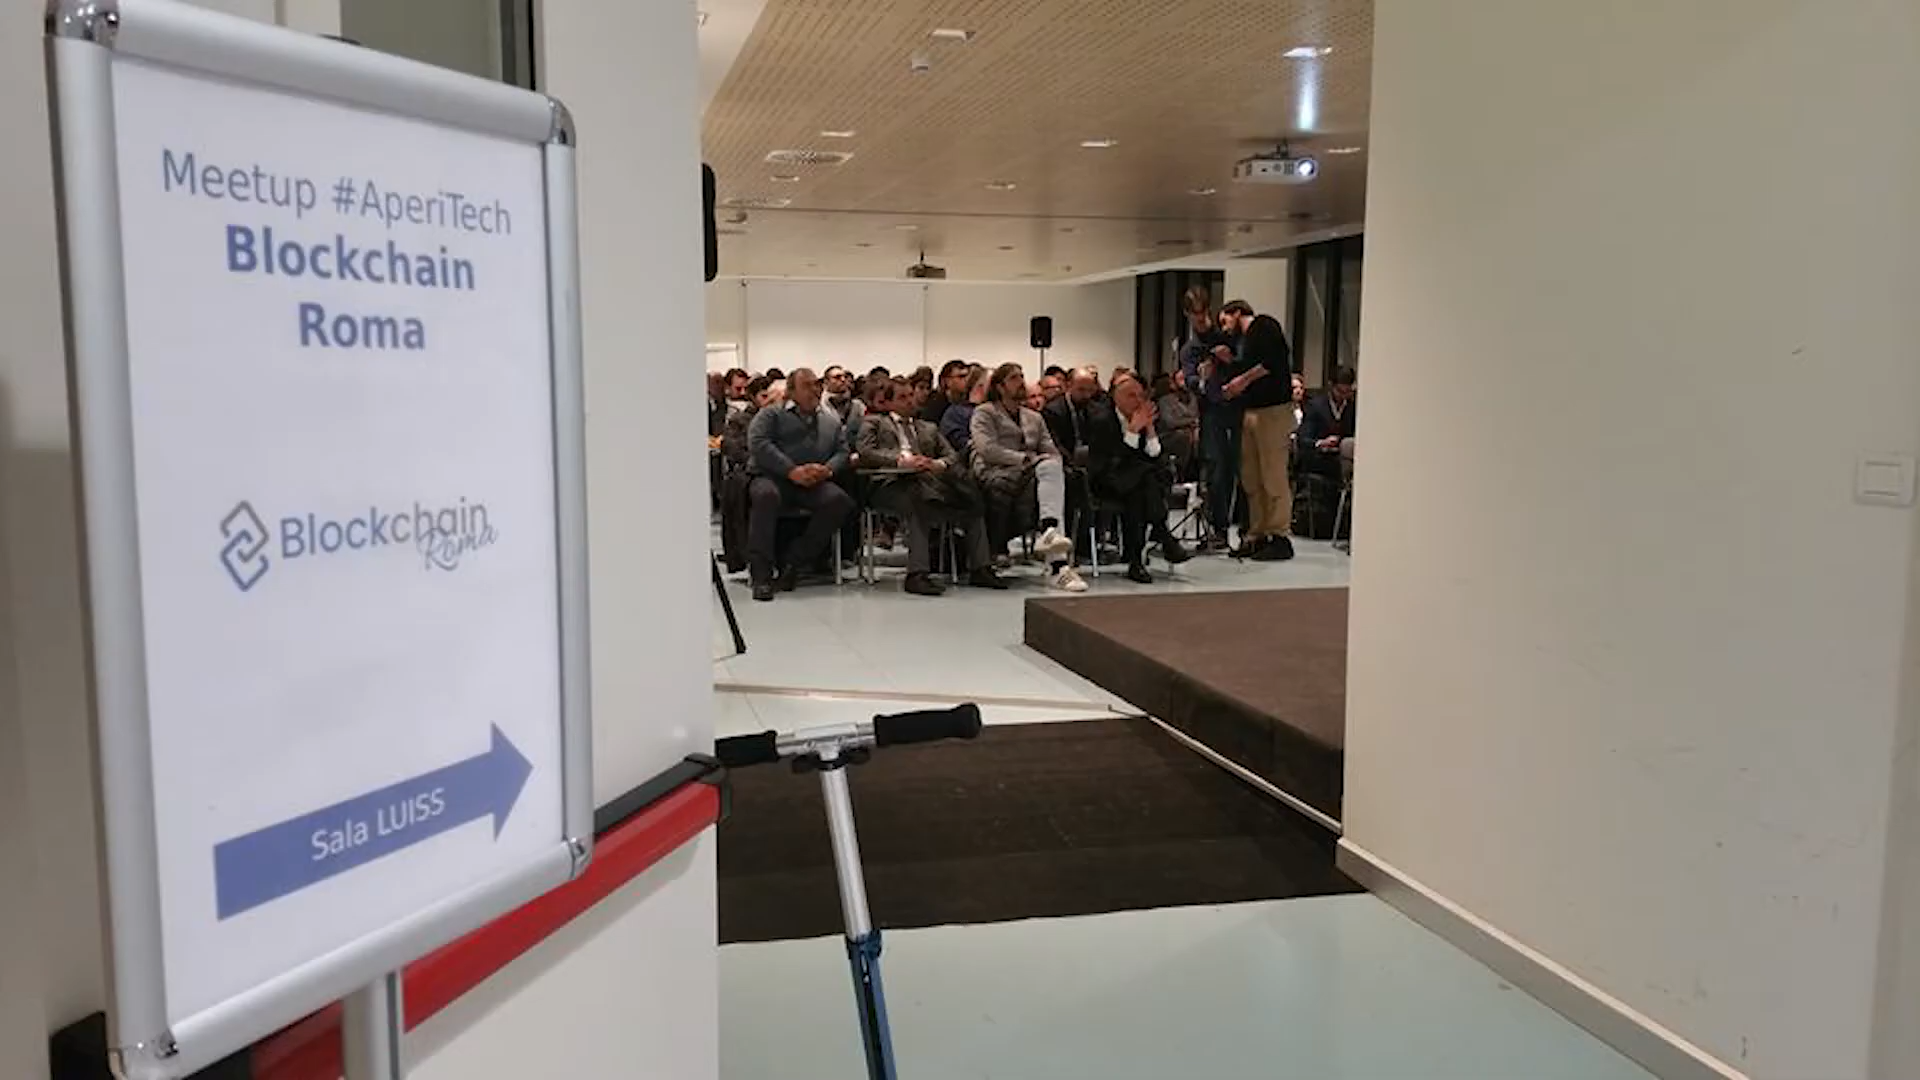 Meetup #AperiTech
Blockchain
Roma
Blockchain
Roma
Sala LUISS